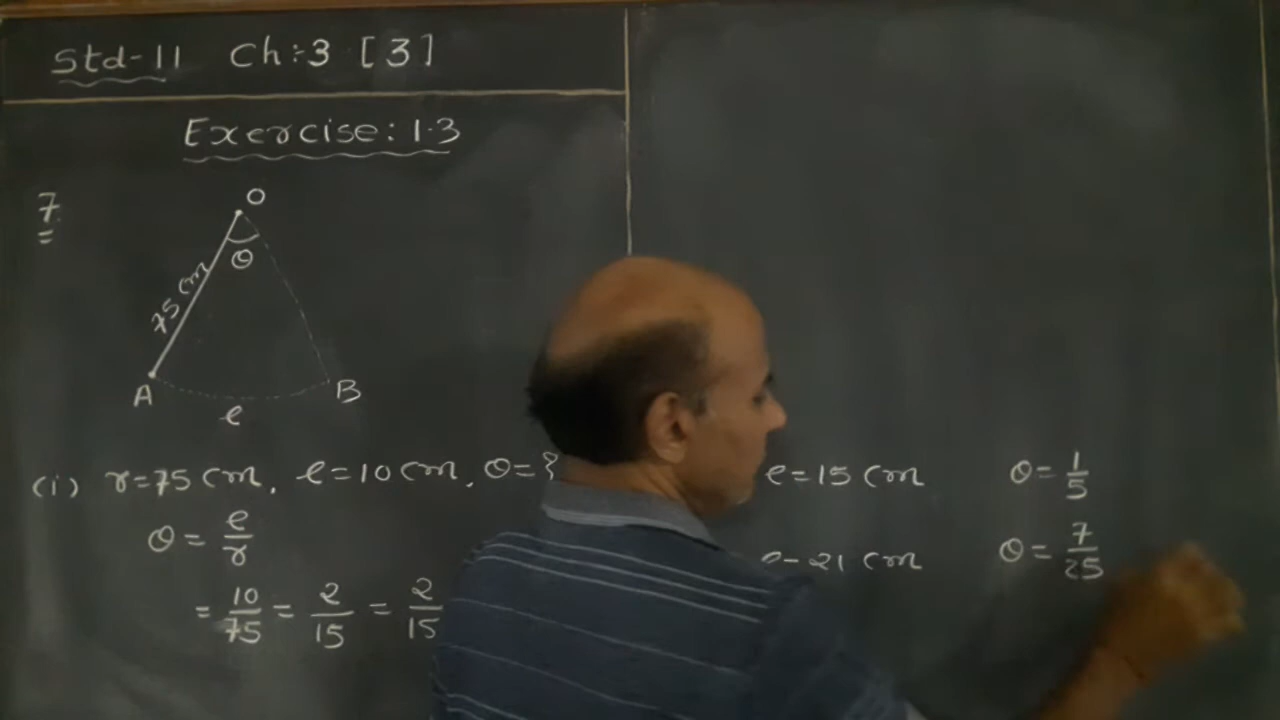 Std-11 Ch:-3 [3]
Exercise: 1.3
7.
O
θ
75 cm
A B
l
(i) r=75 cm, l=10 cm, θ=?
θ = l/r
= 10/75 = 2/15 = 2/15
l=15 cm θ= 1/5
l=21 cm θ= 7/25